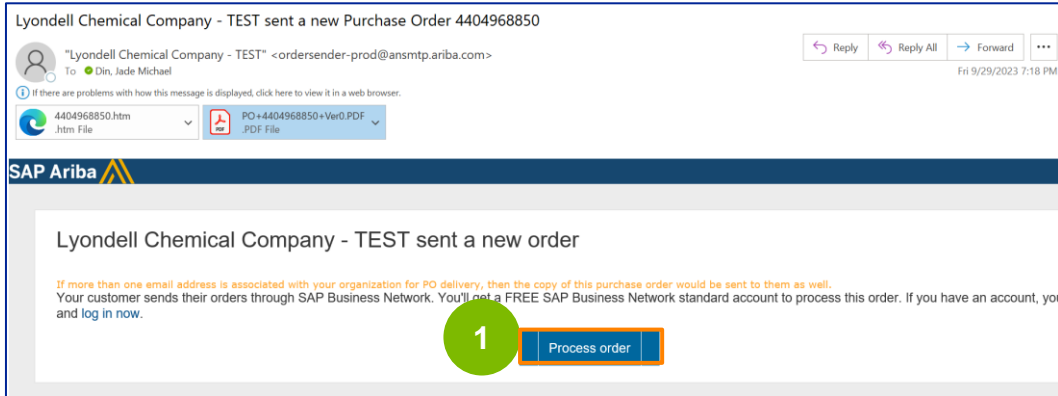 Lyondell Chemical Company - TEST sent a new Purchase Order 4404968850
"Lyondell Chemical Company - TEST" <ordersender-prod@ansmtp.ariba.com>
To Din, Jade Michael
Reply
Reply All
Forward
Fri 9/29/2023 7:18 PM
If there are problems with how this message is displayed, click here to view it in a web browser.
4404968850.htm
.htm File
PO+4404968850+Ver0.PDF
.PDF File
SAP Ariba
Lyondell Chemical Company - TEST sent a new order
If more than one email address is associated with your organization for PO delivery, then the copy of this purchase order would be sent to them as well.
Your customer sends their orders through SAP Business Network. You'll get a FREE SAP Business Network standard account to process this order. If you have an account, you
and log in now.
1
Process order